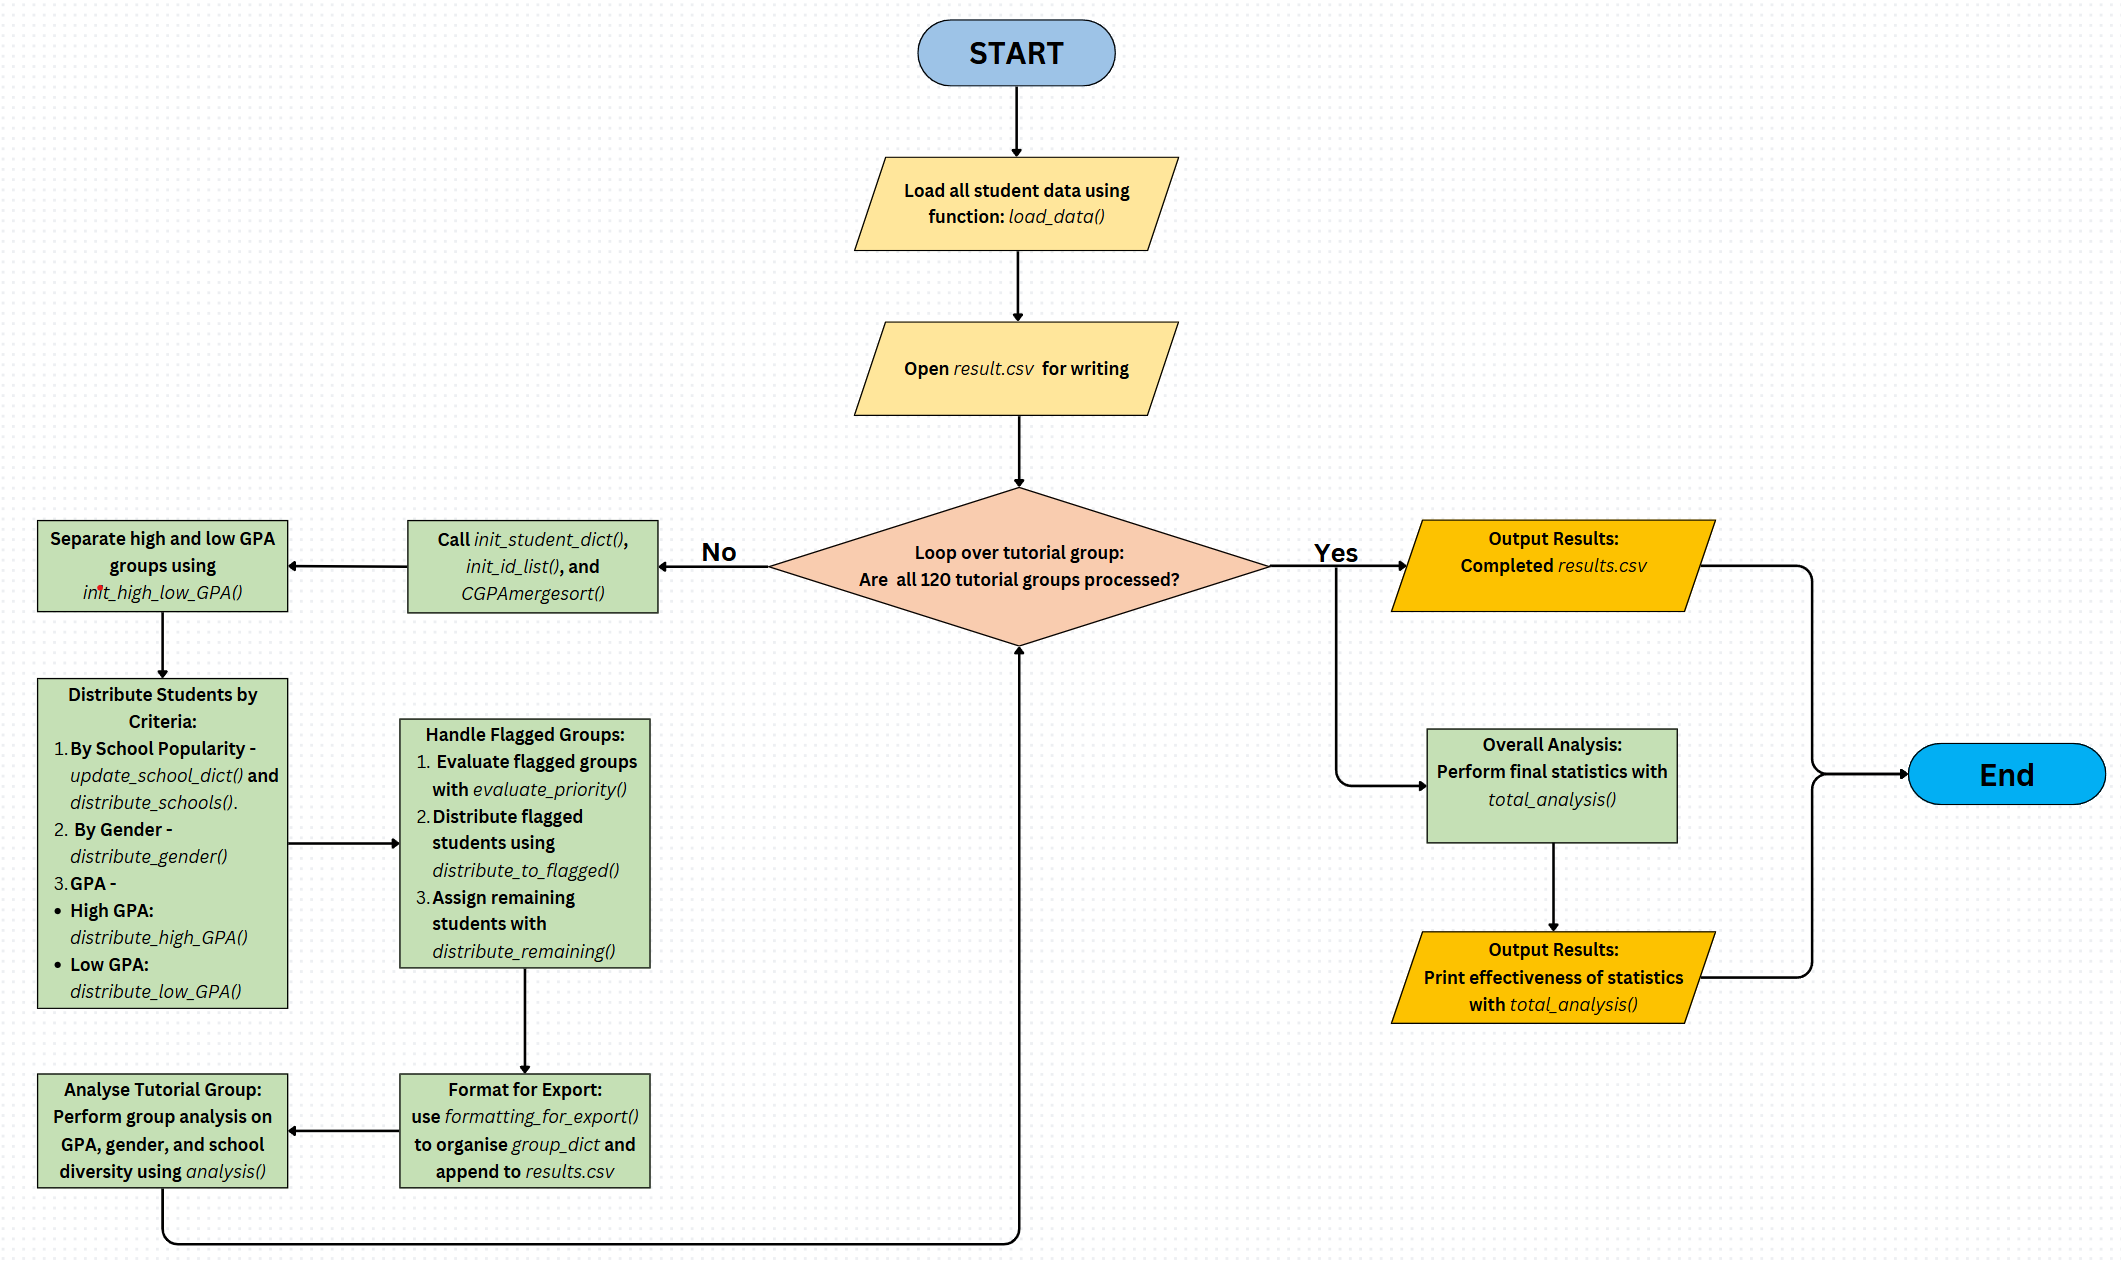 START
Load all student data using
function: load_data()
Open result.csv for writing
Loop over tutorial group:
Are all 120 tutorial groups processed?
No
Yes
Call init_student_dict(),
init_id_list(), and
CGPAmergesort()
Separate high and low GPA
groups using
init_high_low_GPA()
Distribute Students by
Criteria:
1. By School Popularity -
update_school_dict() and
distribute_schools().
2. By Gender -
distribute_gender()
3. GPA -
• High GPA:
distribute_high_GPA()
• Low GPA:
distribute_low_GPA()
Handle Flagged Groups:
1. Evaluate flagged groups
with evaluate_priority()
2. Distribute flagged
students using
distribute_to_flagged()
3. Assign remaining
students with
distribute_remaining()
Format for Export:
use formatting_for_export()
to organise group_dict and
append to results.csv
Analyse Tutorial Group:
Perform group analysis on
GPA, gender, and school
diversity using analysis()
Output Results:
Completed results.csv
Overall Analysis:
Perform final statistics with
total_analysis()
Output Results:
Print effectiveness of statistics
with total_analysis()
End